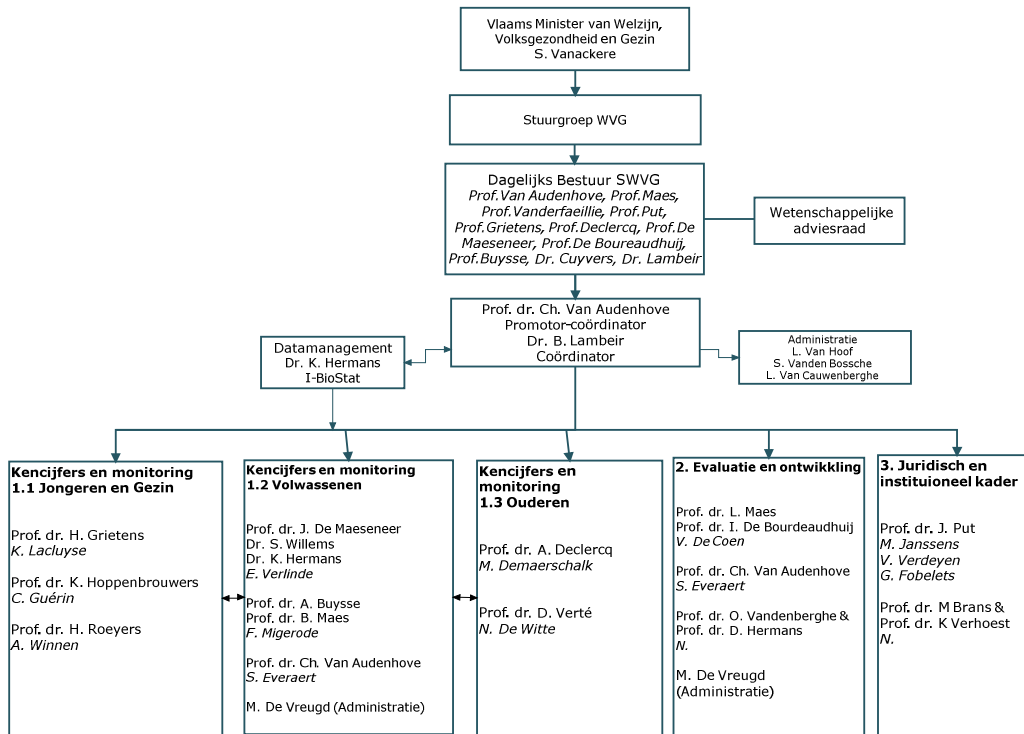 Vlaams Minister van Welzijn,
Volksgezondheid en Gezin
S. Vanackere
Stuurgroep WVG
Dagelijks Bestuur SWVG
Prof.Van Audenhove, Prof.Maes,
Prof.Vanderfaeillie, Prof.Put,
Prof.Grietens, Prof.Declercq, Prof.De
Maeseneer, Prof.De Boureaudhuij,
Prof.Buysse, Dr. Cuyvers, Dr. Lambeir
Wetenschappelijke
adviesraad
Prof. dr. Ch. Van Audenhove
Promotor-coördinator
Dr. B. Lambeir
Coördinator
Datamanagement
Dr. K. Hermans
I-BioStat
Administratie
L. Van Hoof
S. Vanden Bossche
L. Van Cauwenberghe
Kencijfers en monitoring
1.1 Jongeren en Gezin
Prof. dr. H. Grietens
K. Lacluyse
Prof. dr. K. Hoppenbrouwers
C. Guérin
Prof. dr. H. Roeyers
A. Winnen
Kencijfers en monitoring
1.2 Volwassenen
Prof. dr. J. De Maeseneer
Dr. S. Willems
Dr. K. Hermans
E. Verlinde
Prof. dr. A. Buysse
Prof. dr. B. Maes
F. Migerode
Prof. dr. Ch. Van Audenhove
S. Everaert
M. De Vreugd (Administratie)
Kencijfers en
monitoring
1.3 Ouderen
Prof. dr. A. Declercq
M. Demaerschalk
Prof. dr. D. Verté
N. De Witte
2. Evaluatie en ontwikkling
Prof. dr. L. Maes
Prof. dr. I. De Bourdeaudhuij
V. De Coen
Prof. dr. Ch. Van Audenhove
S. Everaert
Prof. dr. O. Vandenberghe &
Prof. dr. D. Hermans
N.
M. De Vreugd
(Administratie)
3. Juridisch en
instituioneel kader
Prof. dr. J. Put
M. Janssens
V. Verdeyen
G. Fobelets
Prof. dr. M Brans &
Prof. dr. K Verhoest
N.